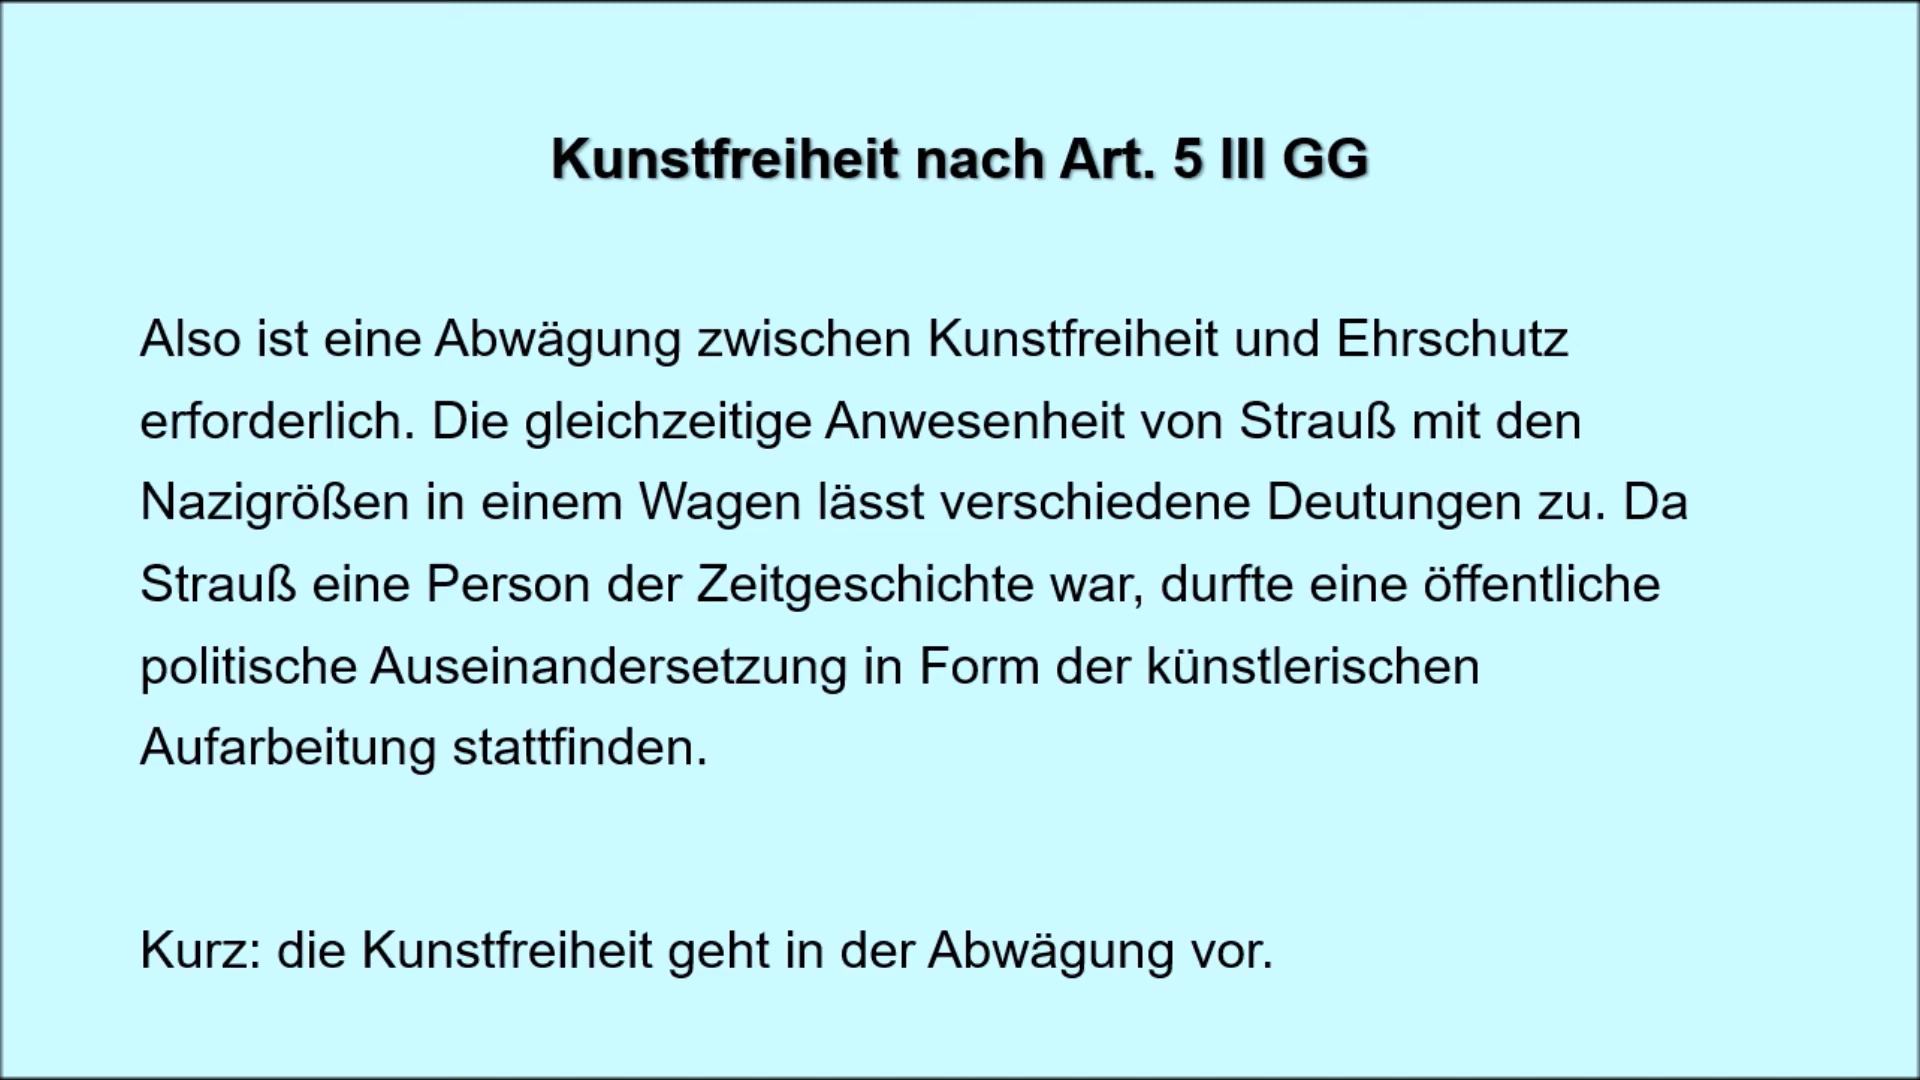 Kunstfreiheit nach Art. 5 III GG
Also ist eine Abwägung zwischen Kunstfreiheit und Ehrschutz
erforderlich. Die gleichzeitige Anwesenheit von Strauß mit den
Nazigrößen in einem Wagen lässt verschiedene Deutungen zu. Da
Strauß eine Person der Zeitgeschichte war, durfte eine öffentliche
politische Auseinandersetzung in Form der künstlerischen
Aufarbeitung stattfinden.
Kurz: die Kunstfreiheit geht in der Abwägung vor.